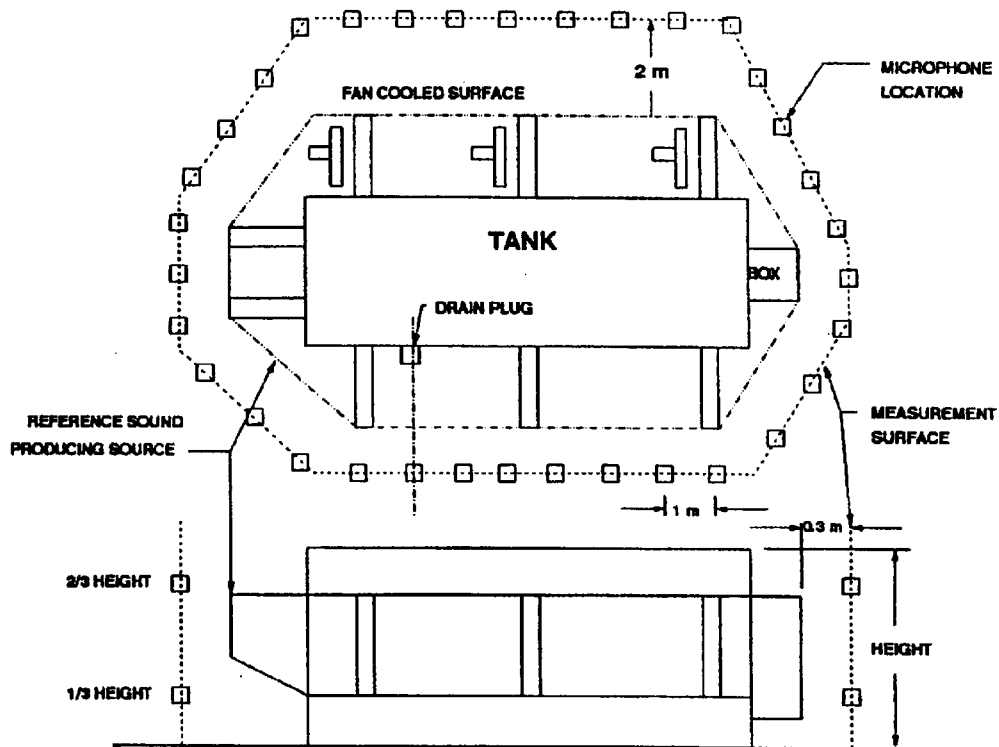 2 m
MICROPHONE
LOCATION
FAN COOLED SURFACE
TANK
BOX
DRAIN PLUG
REFERENCE SOUND
PRODUCING SOURCE
MEASUREMENT
SURFACE
1 m
0.3 m
2/3 HEIGHT
HEIGHT
1/3 HEIGHT